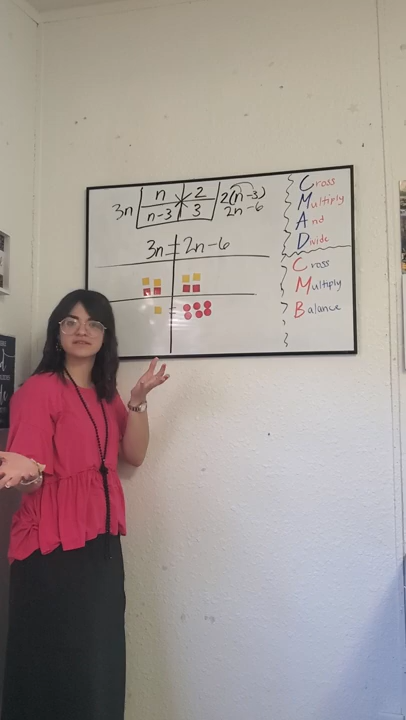 3n n 2 2(n-3)
n-3 3 2n-6
3n = 2n-6
=
Cross
Multiply
And
Divide
Cross
Multiply
Balance